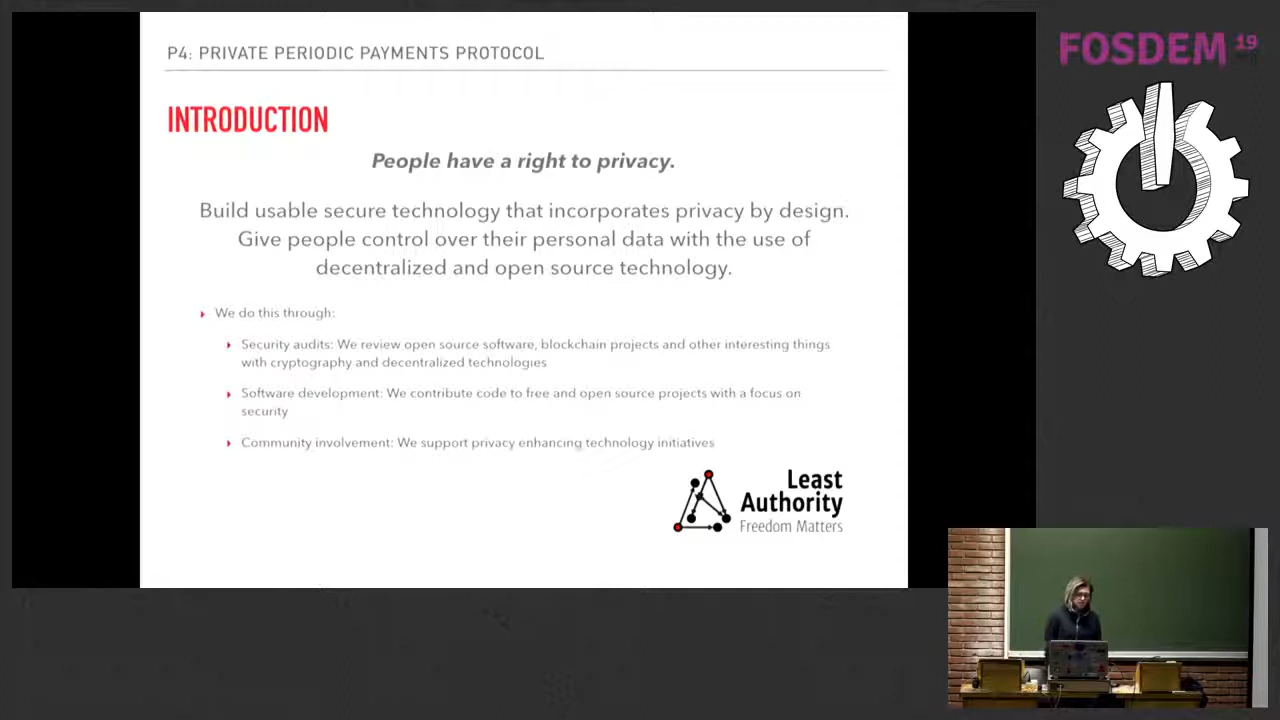 P4: PRIVATE PERIODIC PAYMENTS PROTOCOL
INTRODUCTION
People have a right to privacy.
Build usable secure technology that incorporates privacy by design.
Give people control over their personal data with the use of
decentralized and open source technology.
We do this through:
Security audits: We review open source software, blockchain projects and other interesting things
with cryptography and decentralized technologies
Software development: We contribute code to free and open source projects with a focus on
security
Community involvement: We support privacy enhancing technology initiatives
Least
Authority
Freedom Matters
FOSDEM 19